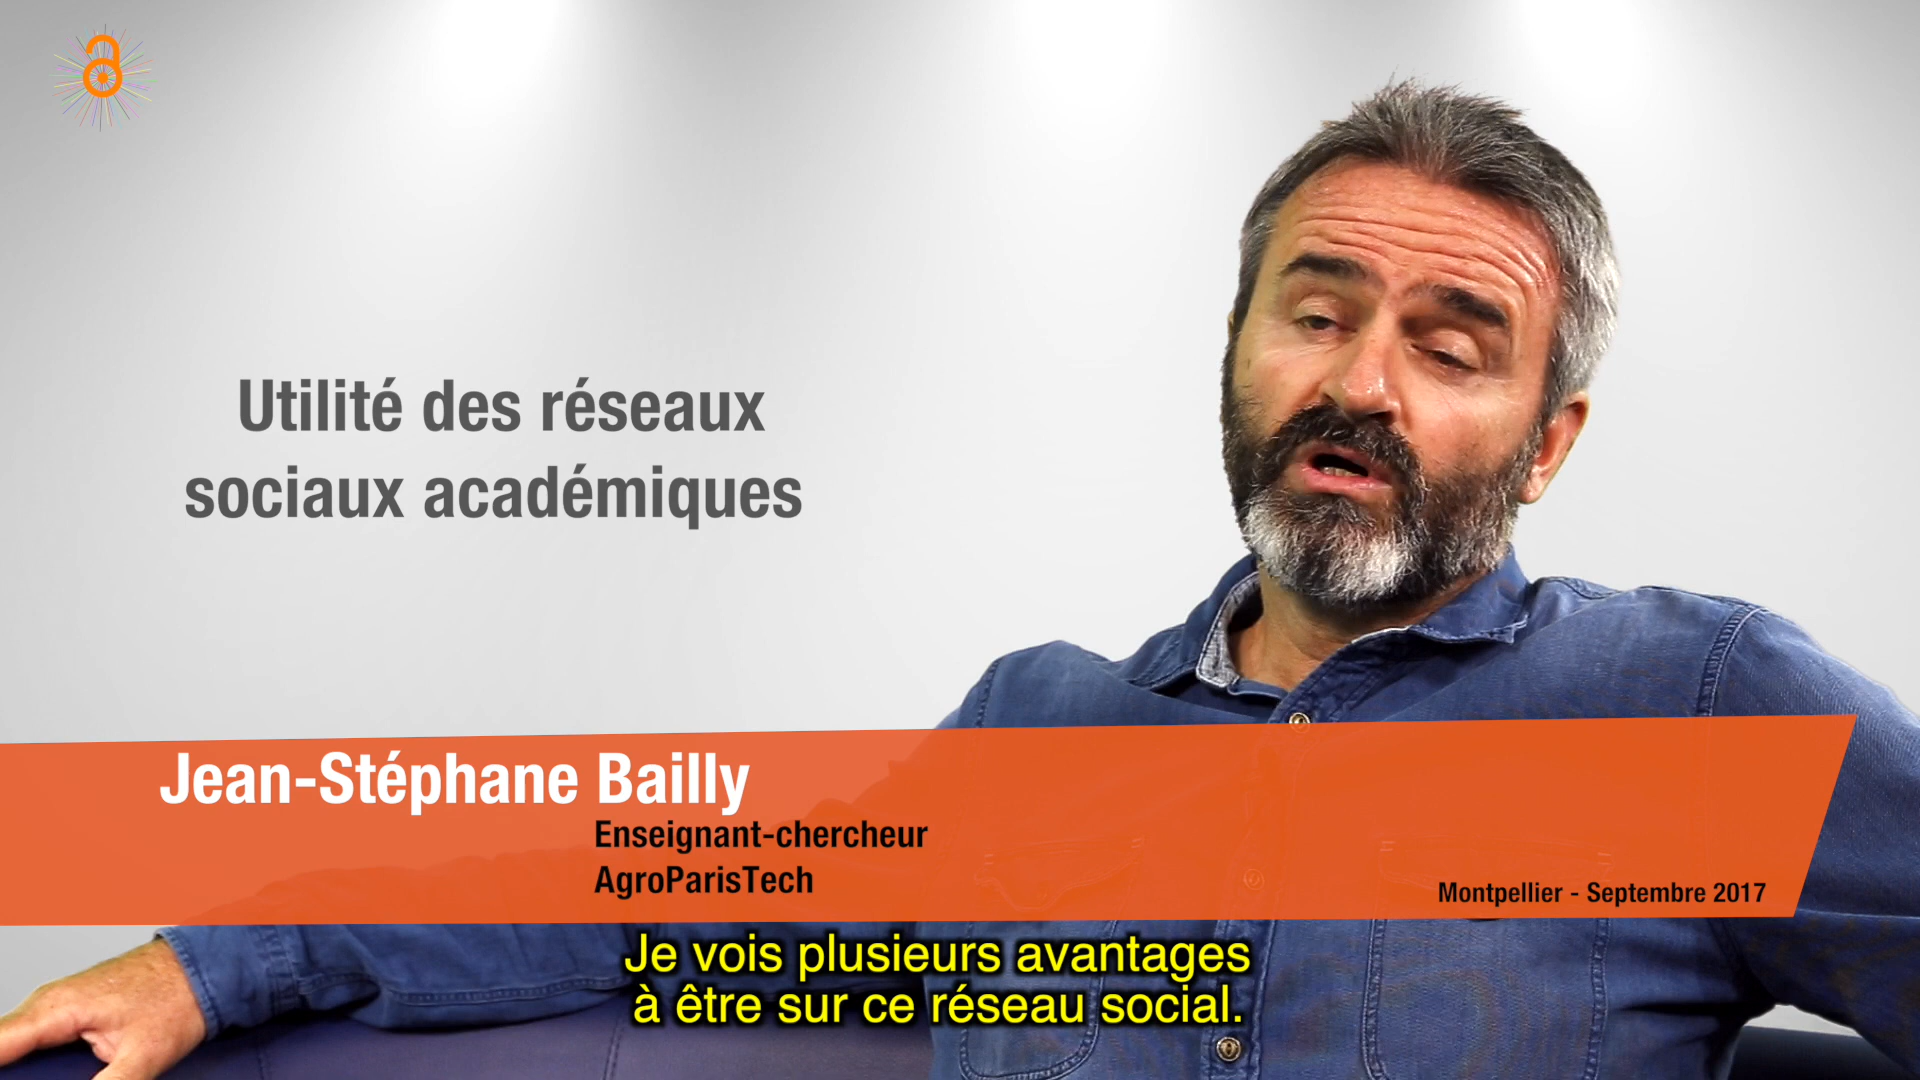 Utilité des réseaux
sociaux académiques
Jean-Stéphane Bailly
Enseignant-chercheur
AgroParisTech
Montpellier - Septembre 2017
Je vois plusieurs avantages
à être sur ce réseau social.